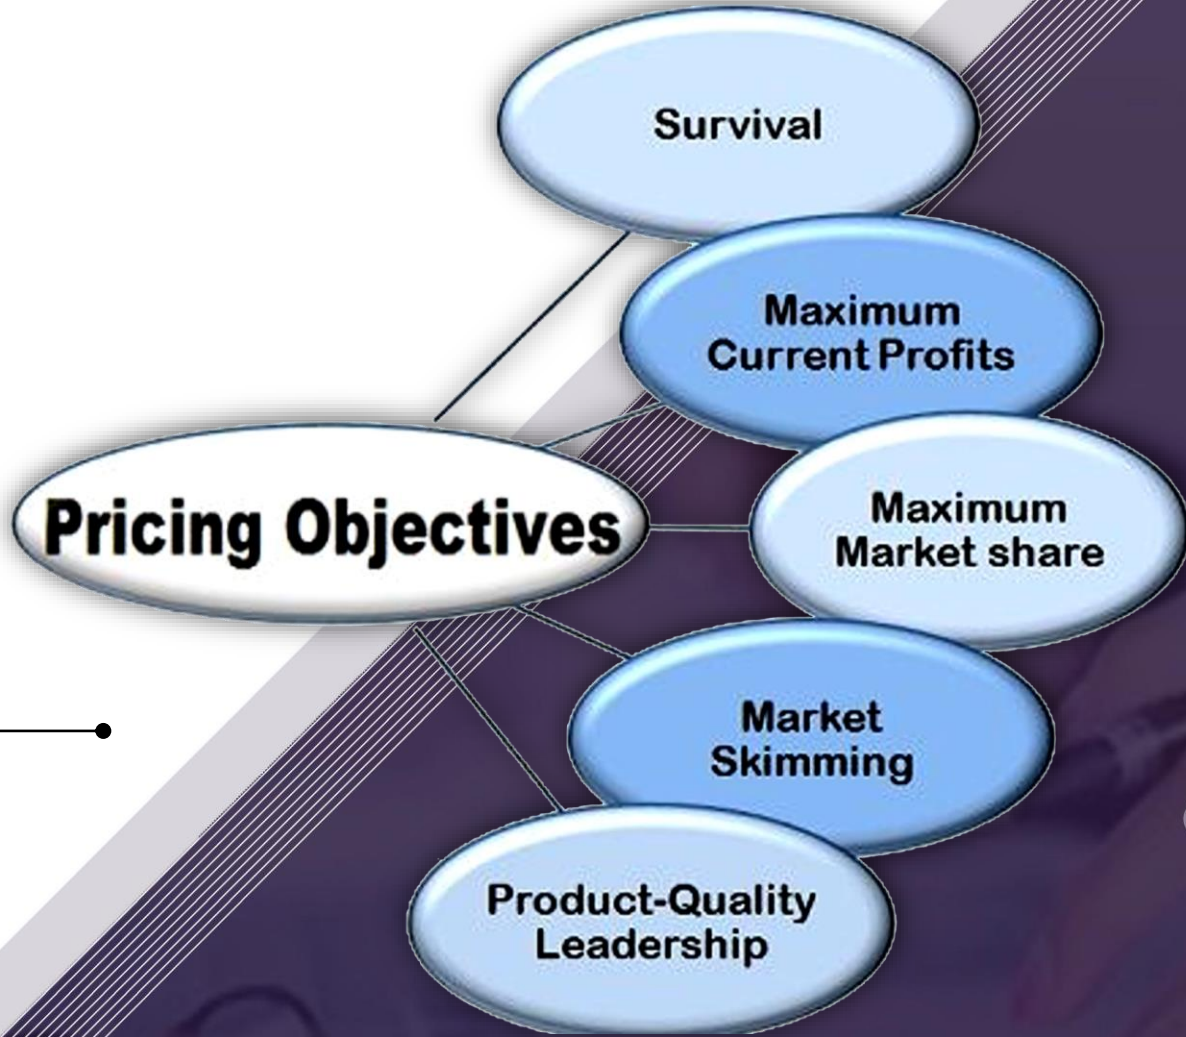 Survival
Maximum
Current Profits
Pricing Objectives
Maximum
Market share
Market
Skimming
Product-Quality
Leadership